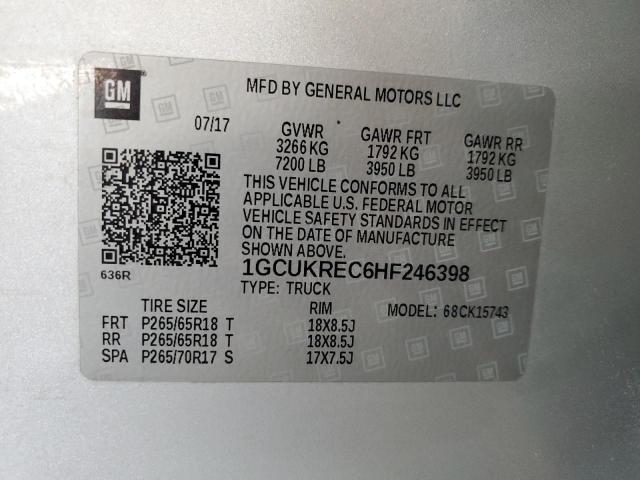 GM
MFD BY GENERAL MOTORS LLC
07/17 GVWR GAWR FRT GAWR RR
3266 KG 1792 KG 1792 KG
7200 LB 3950 LB 3950 LB
THIS VEHICLE CONFORMS TO ALL
APPLICABLE U.S. FEDERAL MOTOR
VEHICLE SAFETY STANDARDS IN EFFECT
ON THE DATE OF MANUFACTURE
SHOWN ABOVE.
1GCUKREC6HF246398
636R
TYPE: TRUCK
TIRE SIZE RIM MODEL: 68CK15743
FRT P265/65R18 T 18X8.5J
RR P265/65R18 T 18X8.5J
SPA P265/70R17 S 17X7.5J